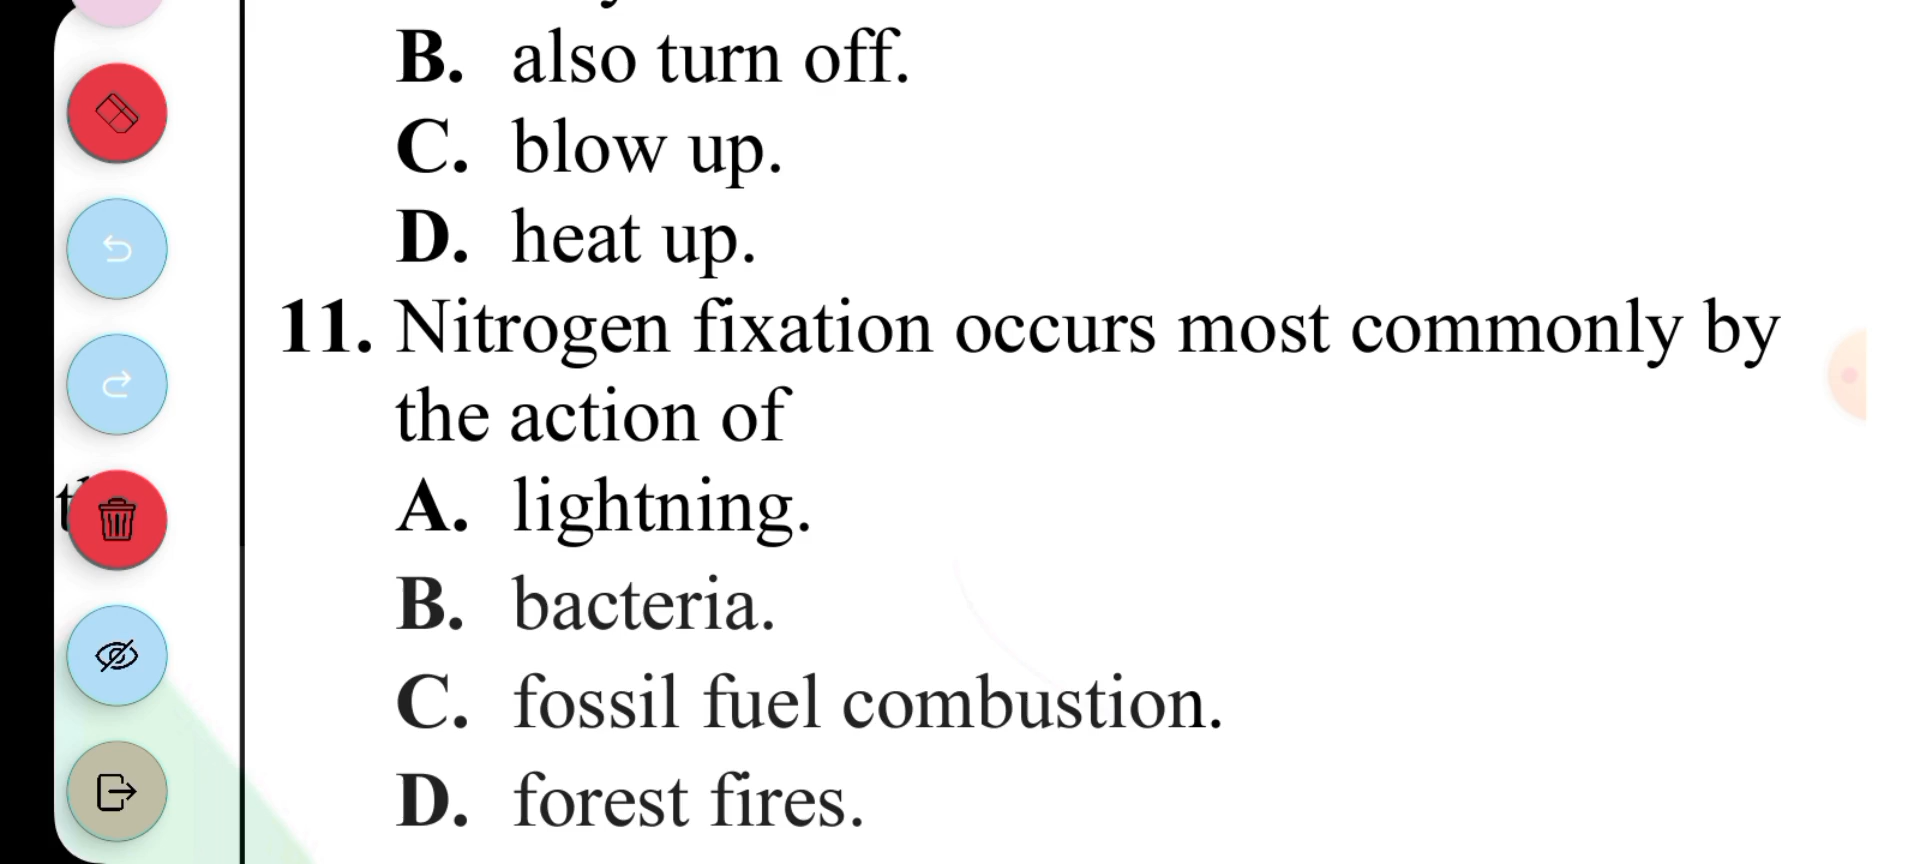 B. also turn off.
C. blow up.
D. heat up.
11. Nitrogen fixation occurs most commonly by
the action of
A. lightning.
B. bacteria.
C. fossil fuel combustion.
D. forest fires.